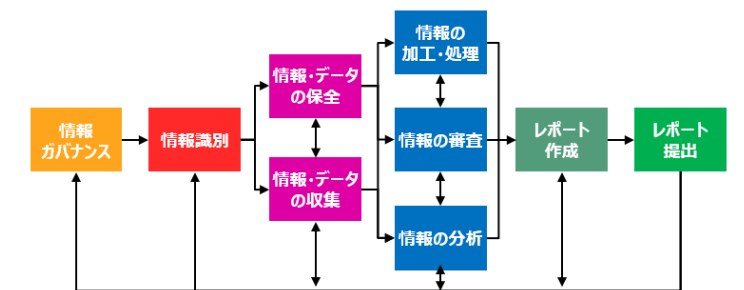 情報
ガバナンス
情報識別
情報・データ
の保全
情報・データ
の収集
情報の
加工・処理
情報の審査
情報の分析
レポート
作成
レポート
提出